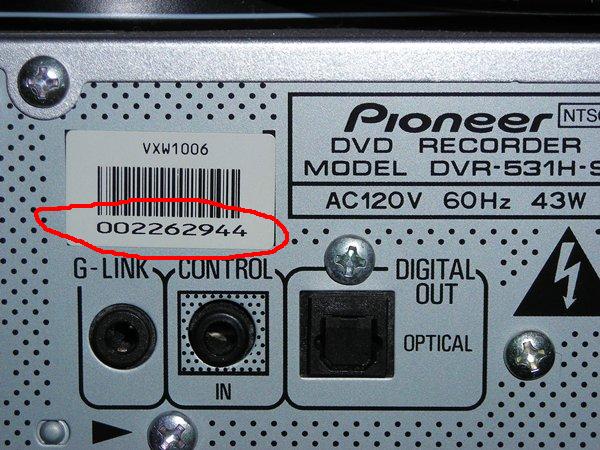 VXW1006
002262944
Pioneer
NTSC
DVD RECORDER
MODEL DVR-531H-S
AC120V 60Hz 43W
G-LINK
CONTROL
IN
DIGITAL
OUT
OPTICAL